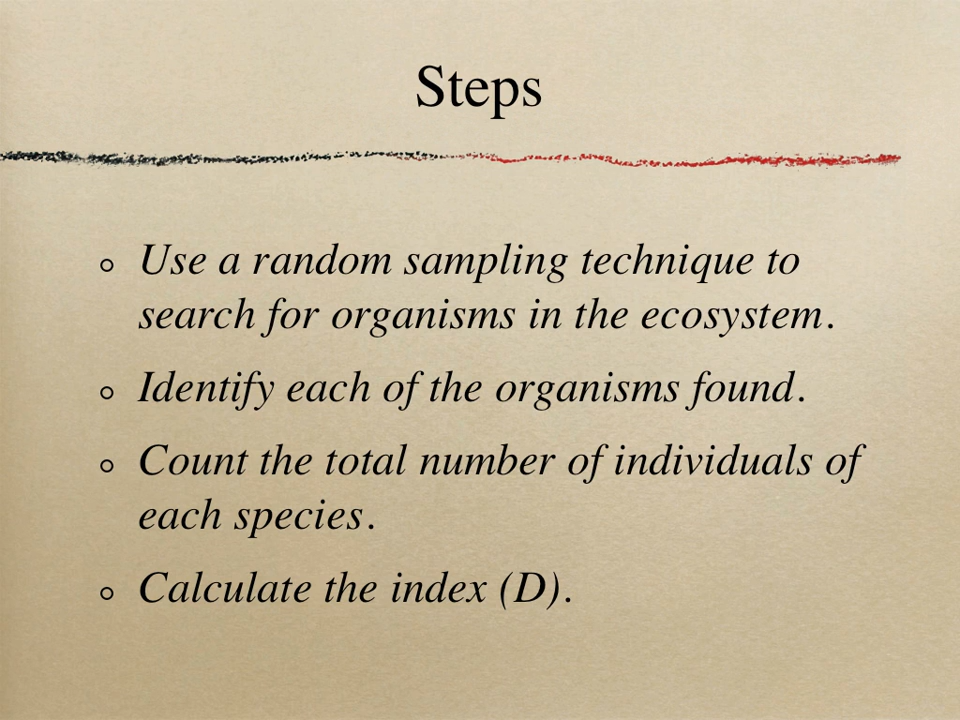 Steps
Use a random sampling technique to
search for organisms in the ecosystem.
Identify each of the organisms found.
Count the total number of individuals of
each species.
Calculate the index (D).